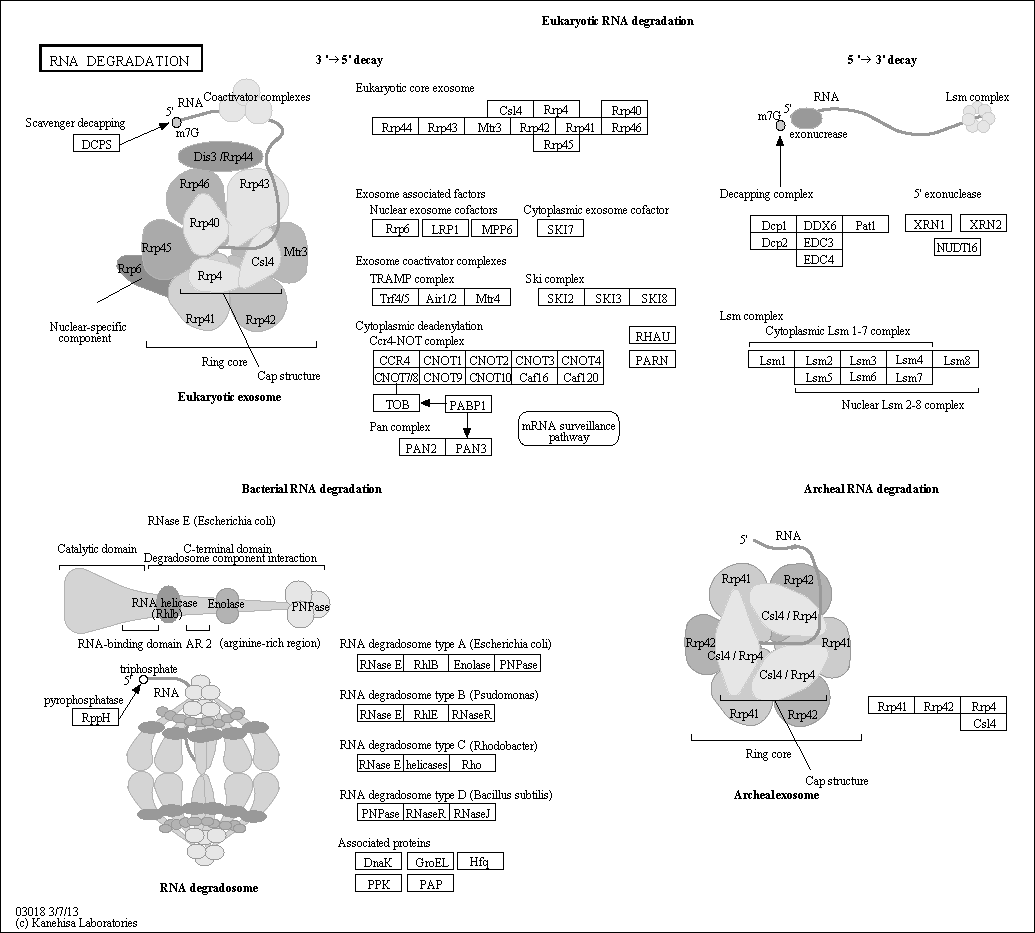 Eukaryotic RNA degradation
RNA DEGRADATION
3 '→ 5' decay
5 '→ 3' decay
5'
RNA
Coactivator complexes
Scavenger decapping
m7G
DCPS
Dis3 /Rrp44
Rrp46
Rrp43
Rrp40
Rrp45
Mtr3
Csl4
Rrp6
Rrp4
Rrp41
Rrp42
Nuclear-specific
component
Ring core
Cap structure
Eukaryotic exosome
Eukaryotic core exosome
Csl4
Rrp4
Rrp40
Rrp44
Rrp43
Mtr3
Rrp42
Rrp41
Rrp46
Rrp45
Exosome associated factors
Nuclear exosome cofactors
Cytoplasmic exosome cofactor
Rrp6
LRP1
MPP6
SKI7
Exosome coactivator complexes
TRAMP complex
Ski complex
Trf4/5
Air1/2
Mtr4
SKI2
SKI3
SKI8
Cytoplasmic deadenylation
Ccr4-NOT complex
RHAU
CCR4
CNOT1
CNOT2
CNOT3
CNOT4
PARN
CNOT7/8
CNOT9
CNOT10
Caf16
Caf120
TOB
PABP1
Pan complex
PAN2
PAN3
mRNA surveillance
pathway
RNA
Lsm complex
5'
m7G
exonucrease
Decapping complex
5' exonuclease
Dcp1
DDX6
Pat1
XRN1
XRN2
Dcp2
EDC3
NUDT16
EDC4
Lsm complex
Cytoplasmic Lsm 1-7 complex
Lsm1
Lsm2
Lsm3
Lsm4
Lsm8
Lsm5
Lsm6
Lsm7
Nuclear Lsm 2-8 complex
Bacterial RNA degradation
RNase E (Escherichia coli)
Catalytic domain
C-terminal domain
Degradosome component interaction
RNA helicase
(Rhlb)
Enolase
PNPase
RNA-binding domain
AR 2
(arginine-rich region)
triphosphate
5'
RNA
pyrophosphatase
RppH
RNA degradosome
RNA degradosome type A (Escherichia coli)
RNase E
RhlB
Enolase
PNPase
RNA degradosome type B (Psudomonas)
RNase E
RhlE
RNaseR
RNA degradosome type C (Rhodobacter)
RNase E
helicases
Rho
RNA degradosome type D (Bacillus subtilis)
PNPase
RNaseR
RNaseJ
Associated proteins
DnaK
GroEL
Hfq
PPK
PAP
Archeal RNA degradation
5'
RNA
Rrp41
Rrp42
Csl4 / Rrp4
Rrp42
Rrp41
Csl4 / Rrp4
Csl4 / Rrp4
Rrp41
Rrp42
Ring core
Cap structure
Archeal exosome
Rrp41
Rrp42
Rrp4
Csl4
03018 3/7/13
(c) Kanehisa Laboratories